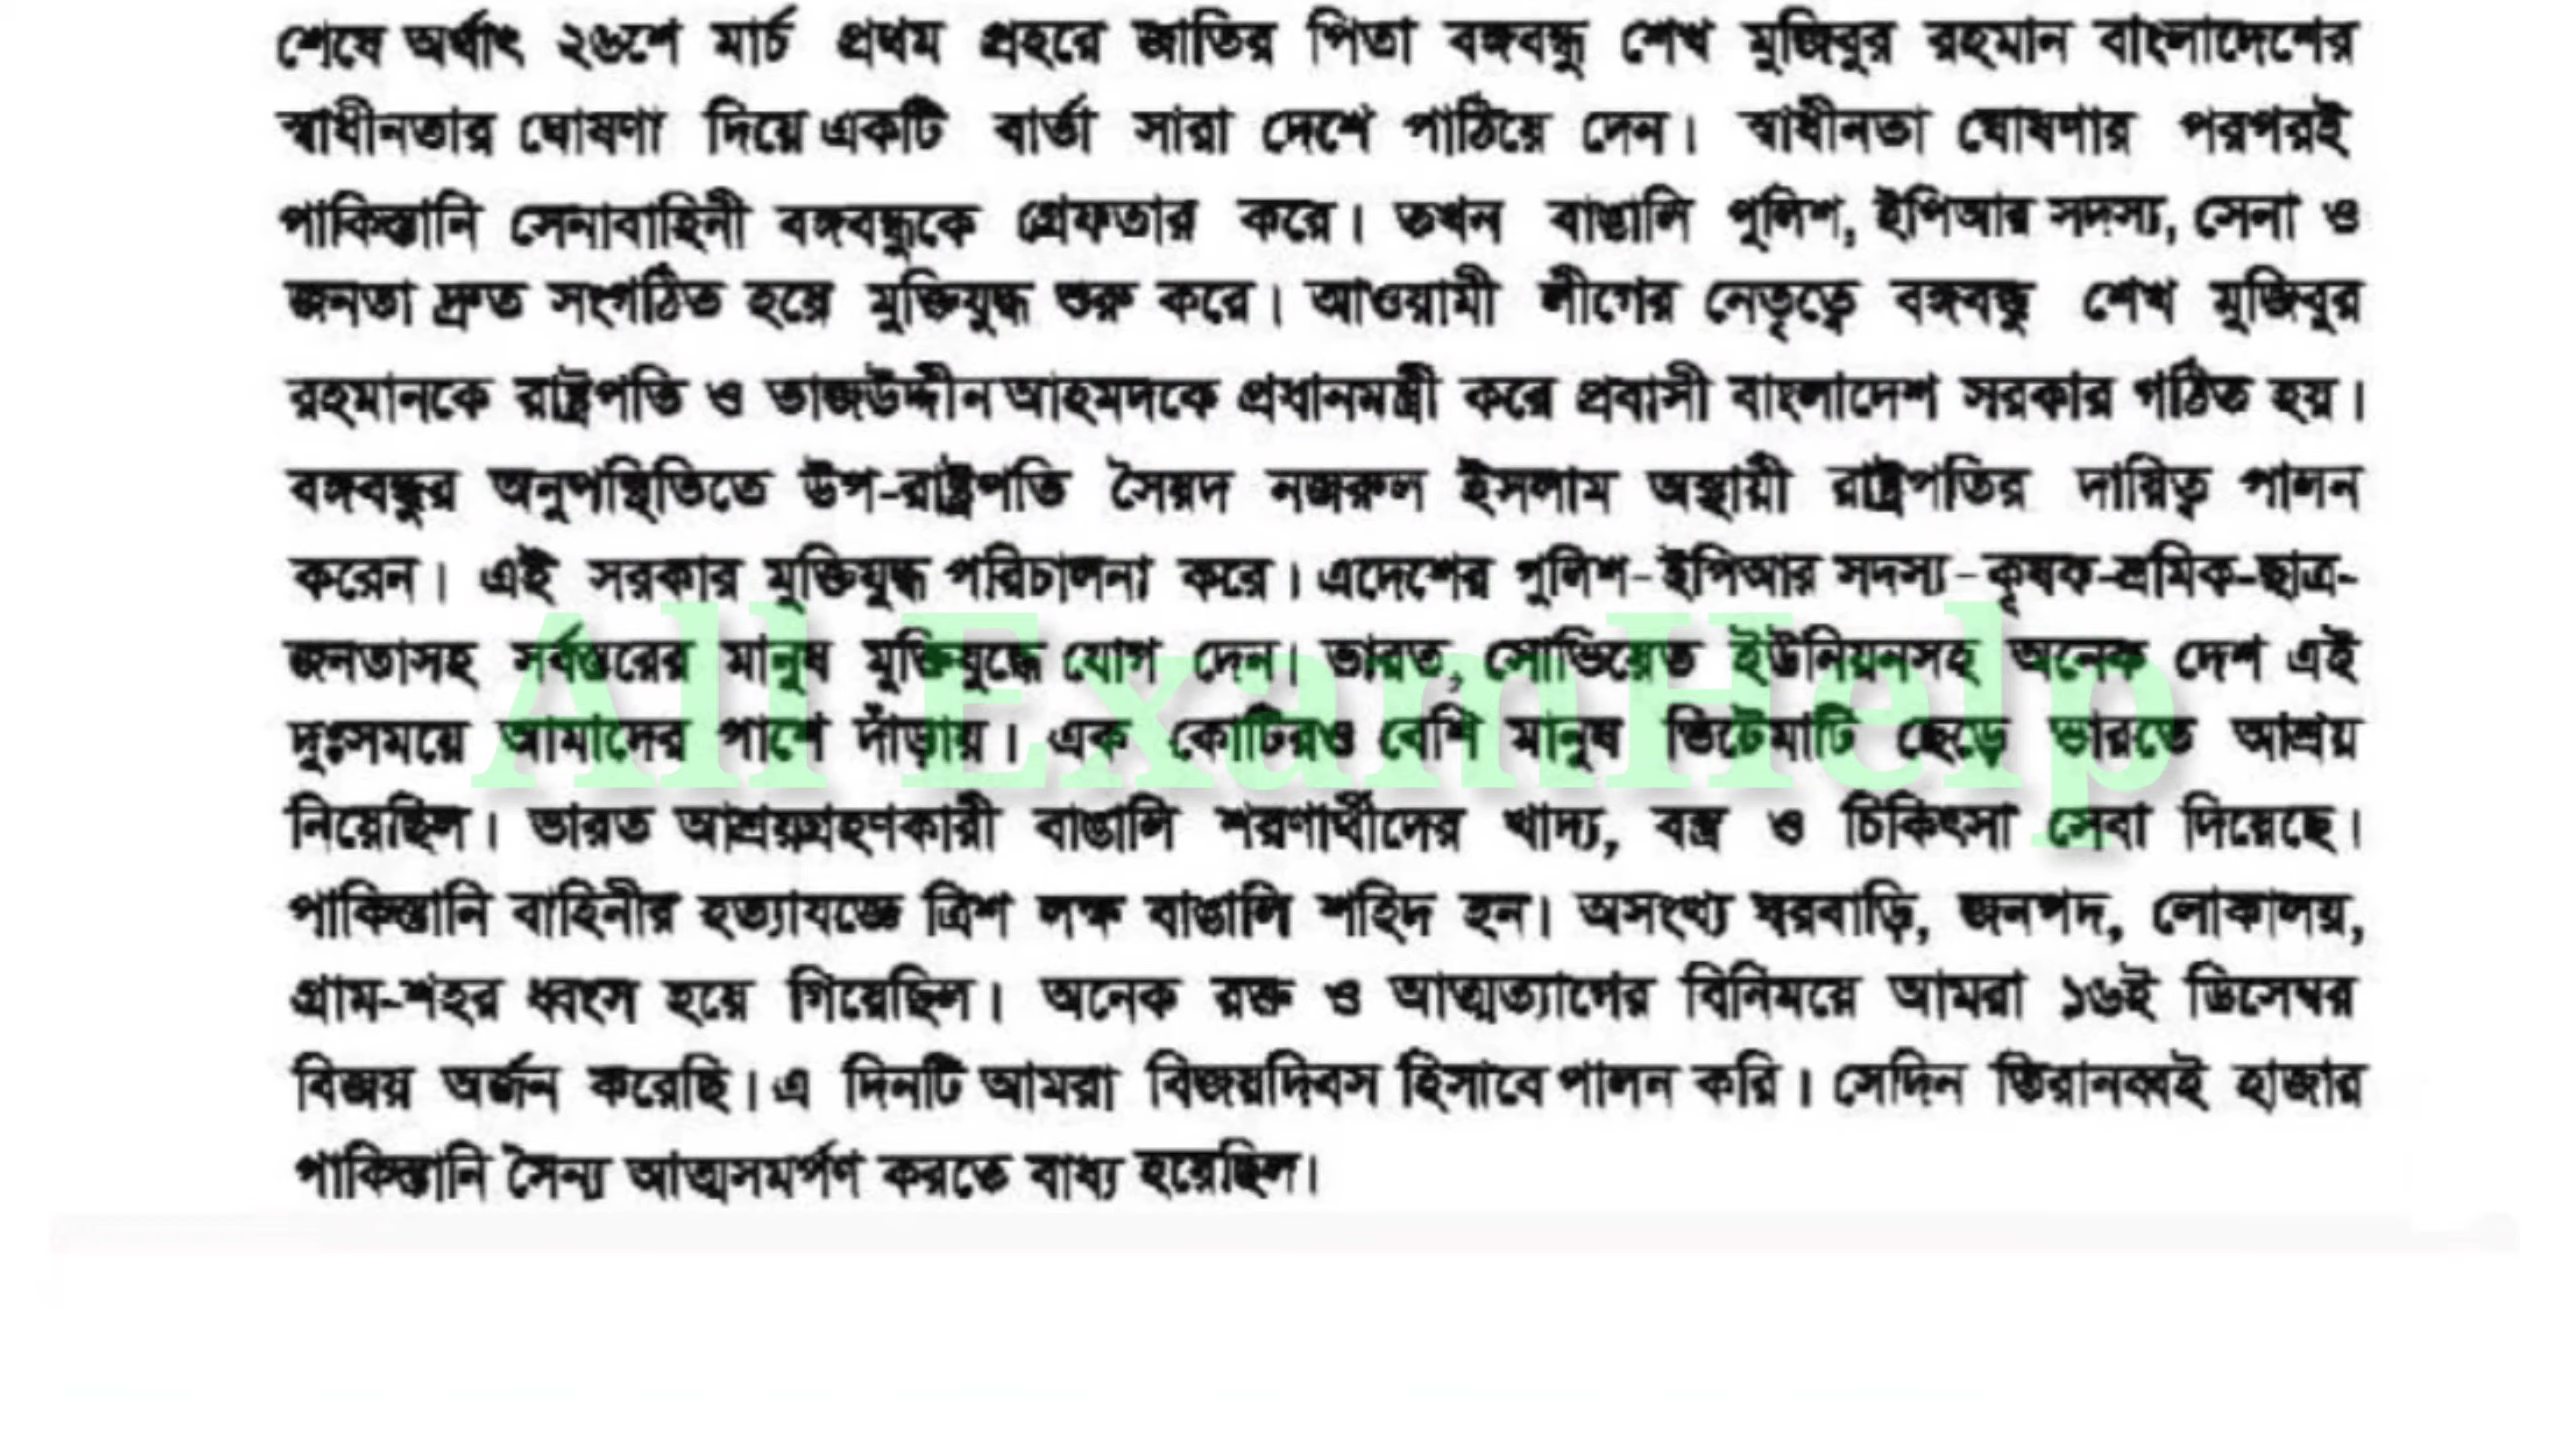 শেষে অর্থাৎ ২৬শে মার্চ প্রথম প্রহরে জাতির পিতা বঙ্গবন্ধু শেখ মুজিবুর রহমান বাংলাদেশের
স্বাধীনতার ঘোষণা দিয়ে একটি বার্তা সারা দেশে পাঠিয়ে দেন। স্বাধীনতা ঘোষণার পরপরই
পাকিস্তানি সেনাবাহিনী বঙ্গবন্ধুকে গ্রেফতার করে। তখন বাঙালি পুলিশ, ইপিআর সদস্য, সেনা ও
জনতা দ্রুত সংগঠিত হয়ে মুক্তিযুদ্ধ শুরু করে। আওয়ামী লীগের নেতৃত্বে বঙ্গবন্ধু শেখ মুজিবুর
রহমানকে রাষ্ট্রপতি ও তাজউদ্দীন আহমদকে প্রধানমন্ত্রী করে প্রবাসী বাংলাদেশ সরকার গঠিত হয়।
বঙ্গবন্ধুর অনুপস্থিতিতে উপ-রাষ্ট্রপতি সৈয়দ নজরুল ইসলাম অস্থায়ী রাষ্ট্রপতির দায়িত্ব পালন
করেন। এই সরকার মুক্তিযুদ্ধ পরিচালনা করে। এদেশের পুলিশ-ইপিআর সদস্য-কৃষক-শ্রমিক-ছাত্র-
জনতাসহ সর্বস্তরের মানুষ মুক্তিযুদ্ধে যোগ দেন। ভারত, সোভিয়েত ইউনিয়নসহ অনেক দেশ এই
দুঃসময়ে আমাদের পাশে দাঁড়ায়। এক কোটিরও বেশি মানুষ ভিটেমাটি ছেড়ে ভারতে আশ্রয়
All ExamHelp
নিয়েছিল। ভারত আশ্রয়গ্রহণকারী বাঙালি শরণার্থীদের খাদ্য, বস্ত্র ও চিকিৎসা সেবা দিয়েছে।
পাকিস্তানি বাহিনীর হত্যাযজ্ঞে ত্রিশ লক্ষ বাঙালি শহিদ হন। অসংখ্য ঘরবাড়ি, জনপদ, লোকালয়,
গ্রাম-শহর ধ্বংস হয়ে গিয়েছিল। অনেক রক্ত ও আত্মত্যাগের বিনিময়ে আমরা ১৬ই ডিসেম্বর
বিজয় অর্জন করেছি। এ দিনটি আমরা বিজয়দিবস হিসাবে পালন করি। সেদিন তিরানব্বই হাজার
পাকিস্তানি সৈন্য আত্মসমর্পণ করতে বাধ্য হয়েছিল।